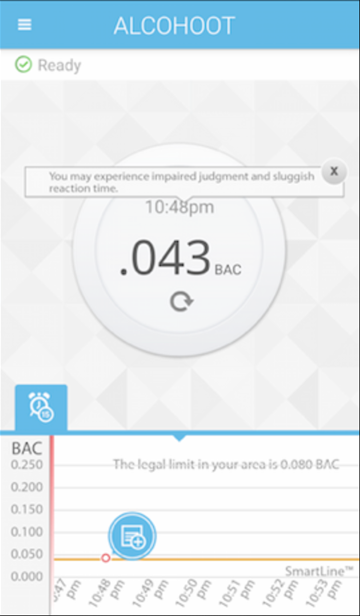 ALCOHOOT
Ready
You may experience impaired judgment and sluggish
reaction time.
X
10:48pm
.043 BAC
15
BAC
The legal limit in your area is 0.080 BAC
0.250
0.200
0.150
0.100
0.050
0.000
SmartLine™
:47 pm
10:48 pm
10:49 pm
10:50 pm
10:51 pm
10:52 pm
10:53 pm